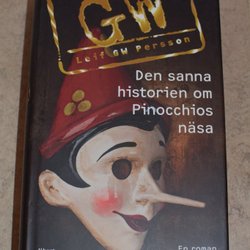 GW
Leif GW Persson
Den sanna
historien om
Pinocchios
näsa
En roman